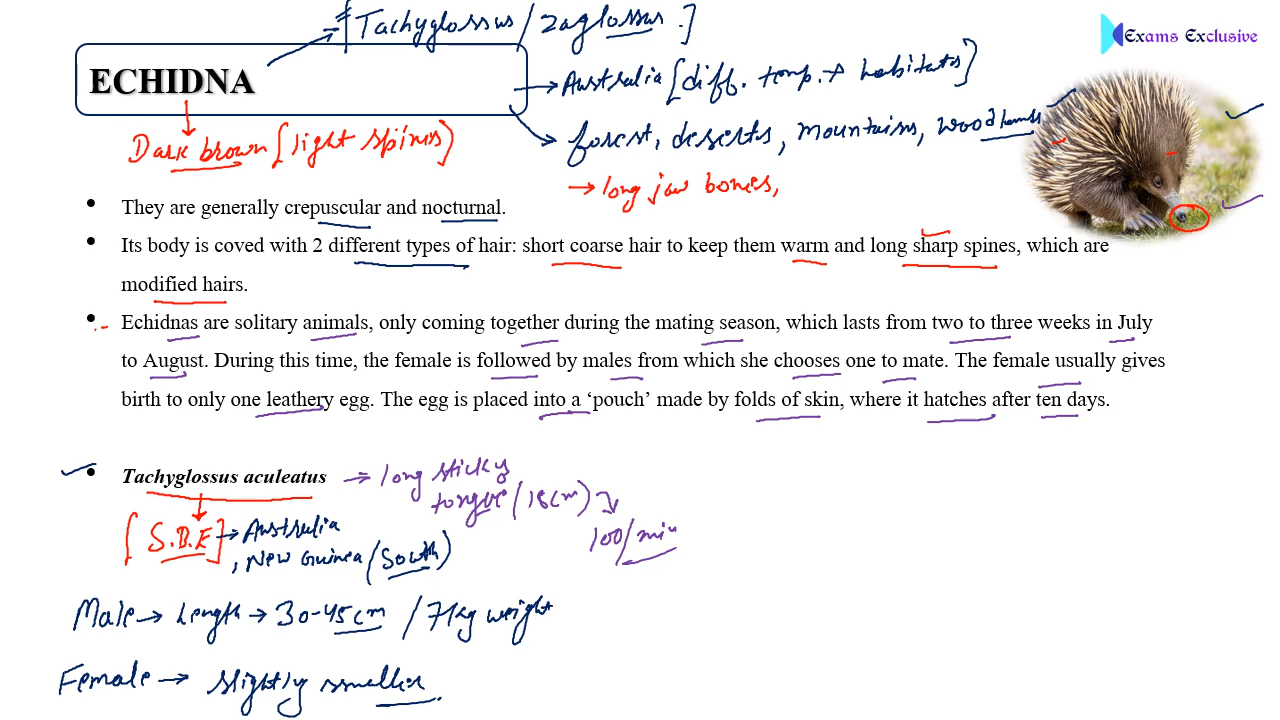 [Tachyglossus / Zaglossus.]
Exams Exclusive
ECHIDNA
→ Australia [diff. temp. → habitats]
Dark brown [light spines]
→ forest, deserts, mountains, woodlands
→ long jaw bones,
• They are generally crepuscular and nocturnal.
• Its body is coved with 2 different types of hair: short coarse hair to keep them warm and long sharp spines, which are
modified hairs.
• Echidnas are solitary animals, only coming together during the mating season, which lasts from two to three weeks in July
to August. During this time, the female is followed by males from which she chooses one to mate. The female usually gives
birth to only one leathery egg. The egg is placed into a ‘pouch’ made by folds of skin, where it hatches after ten days.
• Tachyglossus aculeatus → long sticky
tongue (18cm) →
100/min
[S.B.E] → Australia
, New Guinea (South)
Male → Length → 30-45cm / 7kg weight
Female → slightly smaller.